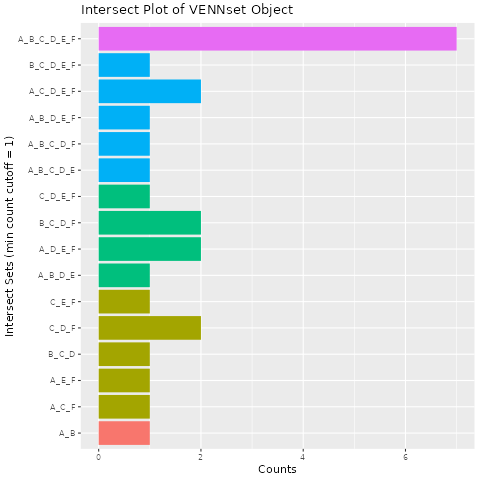 Intersect Plot of VENNset Object
Intersect Sets (min count cutoff = 1)
A_B_C_D_E_F
B_C_D_E_F
A_C_D_E_F
A_B_D_E_F
A_B_C_D_F
A_B_C_D_E
C_D_E_F
B_C_D_F
A_D_E_F
A_B_D_E
C_E_F
C_D_F
B_C_D
A_E_F
A_C_F
A_B
0 2 4 6
Counts